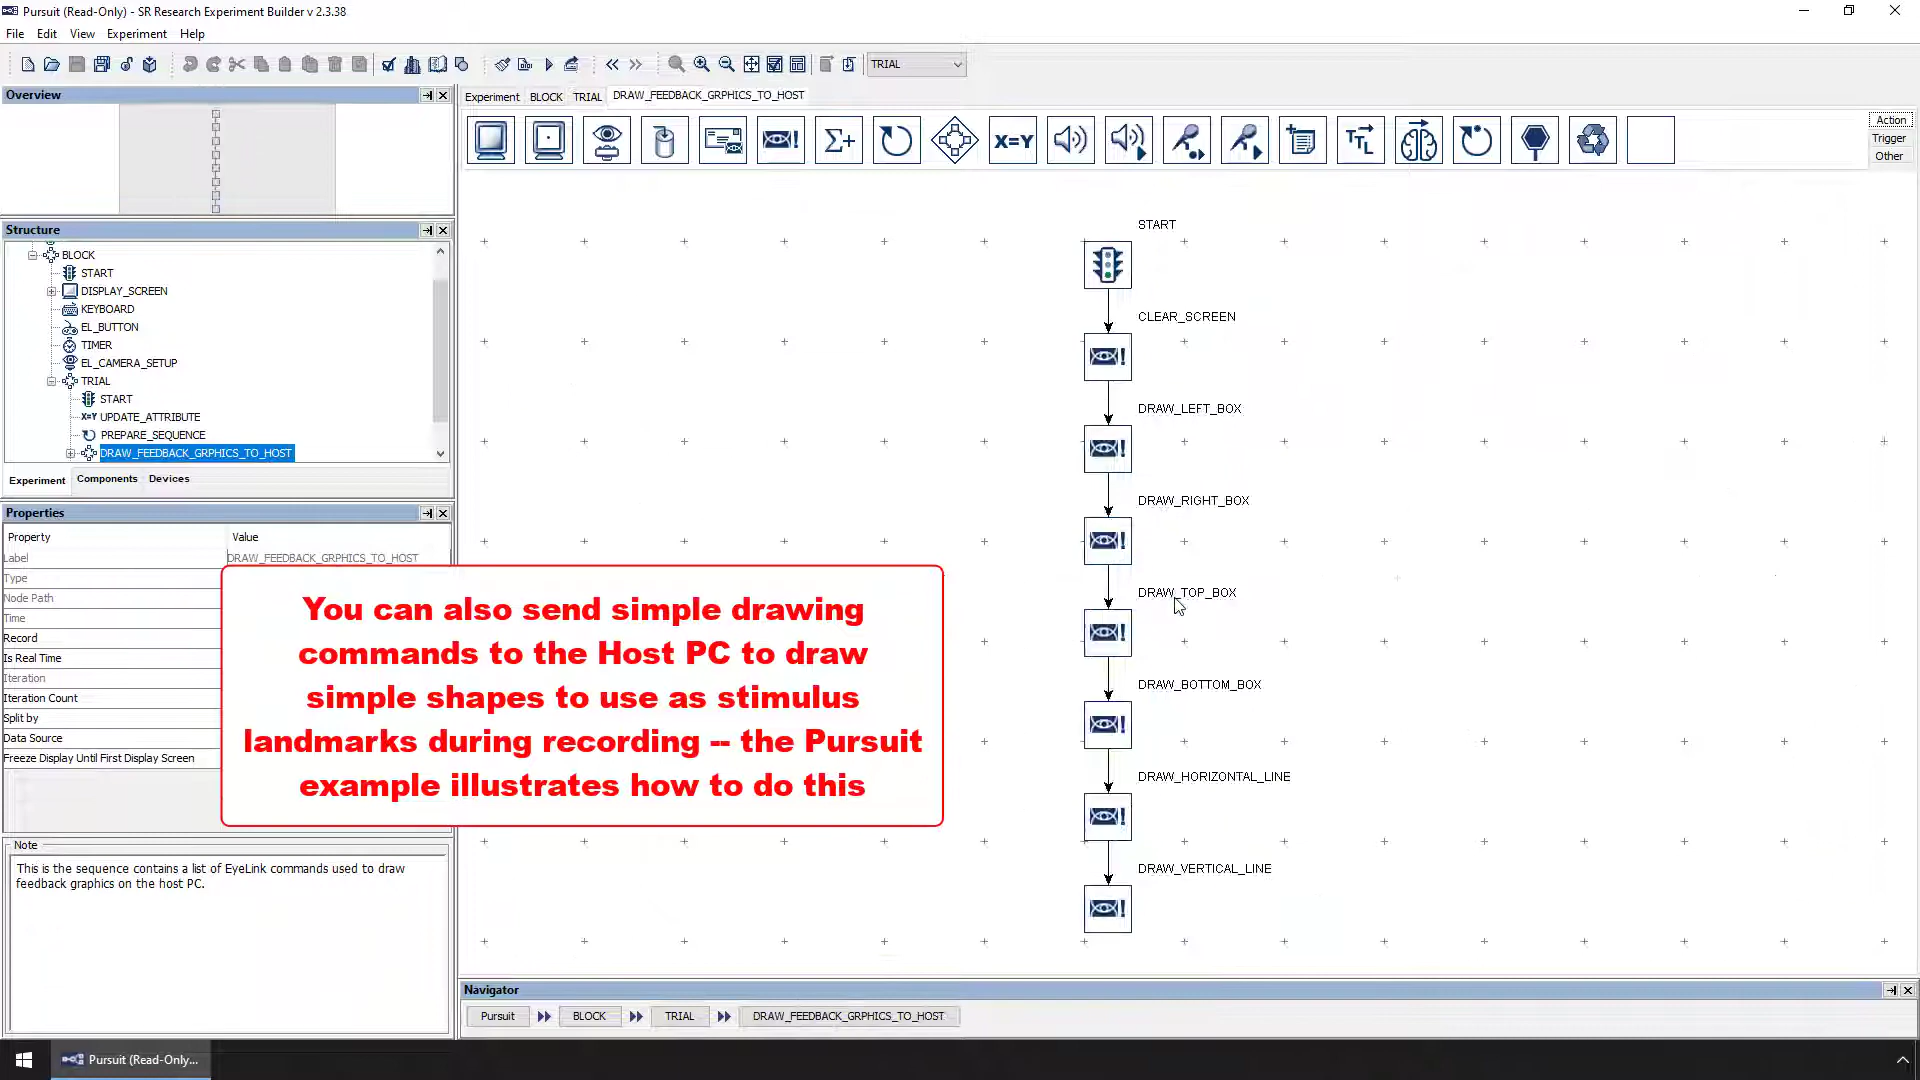 Pursuit (Read-Only) - SR Research Experiment Builder v 2.3.38
File Edit View Experiment Help
TRIAL
Overview
Experiment BLOCK TRIAL DRAW_FEEDBACK_GRPHICS_TO_HOST
X=Y
TTL
Action
Trigger
Other
Structure
BLOCK
START
DISPLAY_SCREEN
KEYBOARD
EL_BUTTON
TIMER
EL_CAMERA_SETUP
TRIAL
START
X=Y UPDATE_ATTRIBUTE
PREPARE_SEQUENCE
DRAW_FEEDBACK_GRPHICS_TO_HOST
Experiment Components Devices
Properties
Property Value
Label DRAW_FEEDBACK_GRPHICS_TO_HOST
Type
Node Path
Time
Record
Is Real Time
Iteration
Iteration Count
Split by
Data Source
Freeze Display Until First Display Screen
You can also send simple drawing
commands to the Host PC to draw
simple shapes to use as stimulus
landmarks during recording -- the Pursuit
example illustrates how to do this
Note
This is the sequence contains a list of EyeLink commands used to draw
feedback graphics on the host PC.
START
CLEAR_SCREEN
DRAW_LEFT_BOX
DRAW_RIGHT_BOX
DRAW_TOP_BOX
DRAW_BOTTOM_BOX
DRAW_HORIZONTAL_LINE
DRAW_VERTICAL_LINE
Navigator
Pursuit BLOCK TRIAL DRAW_FEEDBACK_GRPHICS_TO_HOST
Pursuit (Read-Only...